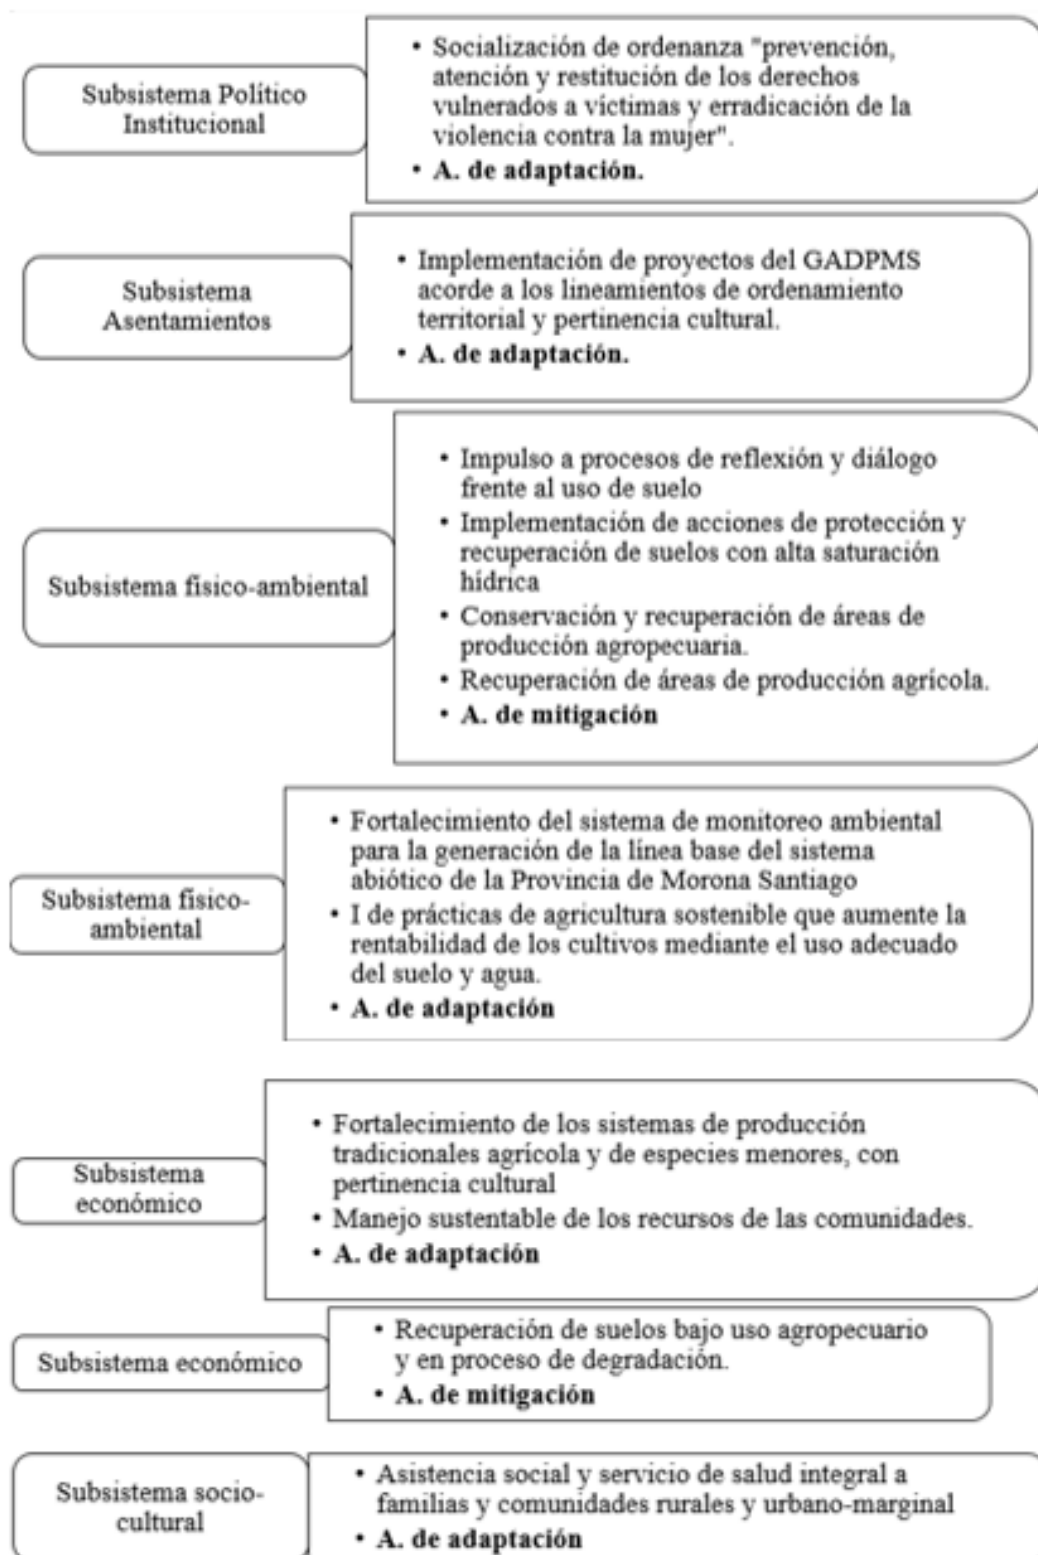 Subsistema Político
Institucional
• Socialización de ordenanza "prevención,
atención y restitución de los derechos
vulnerados a víctimas y erradicación de la
violencia contra la mujer".
• A. de adaptación.
Subsistema
Asentamientos
• Implementación de proyectos del GADPMS
acorde a los lineamientos de ordenamiento
territorial y pertinencia cultural.
• A. de adaptación.
Subsistema físico-ambiental
• Impulso a procesos de reflexión y diálogo
frente al uso de suelo
• Implementación de acciones de protección y
recuperación de suelos con alta saturación
hídrica
• Conservación y recuperación de áreas de
producción agropecuaria.
• Recuperación de áreas de producción agrícola.
• A. de mitigación
Subsistema físico-
ambiental
• Fortalecimiento del sistema de monitoreo ambiental
para la generación de la línea base del sistema
abiótico de la Provincia de Morona Santiago
• I de prácticas de agricultura sostenible que aumente la
rentabilidad de los cultivos mediante el uso adecuado
del suelo y agua.
• A. de adaptación
Subsistema
económico
• Fortalecimiento de los sistemas de producción
tradicionales agrícola y de especies menores, con
pertinencia cultural
• Manejo sustentable de los recursos de las comunidades.
• A. de adaptación
Subsistema económico
• Recuperación de suelos bajo uso agropecuario
y en proceso de degradación.
• A. de mitigación
Subsistema socio-
cultural
• Asistencia social y servicio de salud integral a
familias y comunidades rurales y urbano-marginal
• A. de adaptación